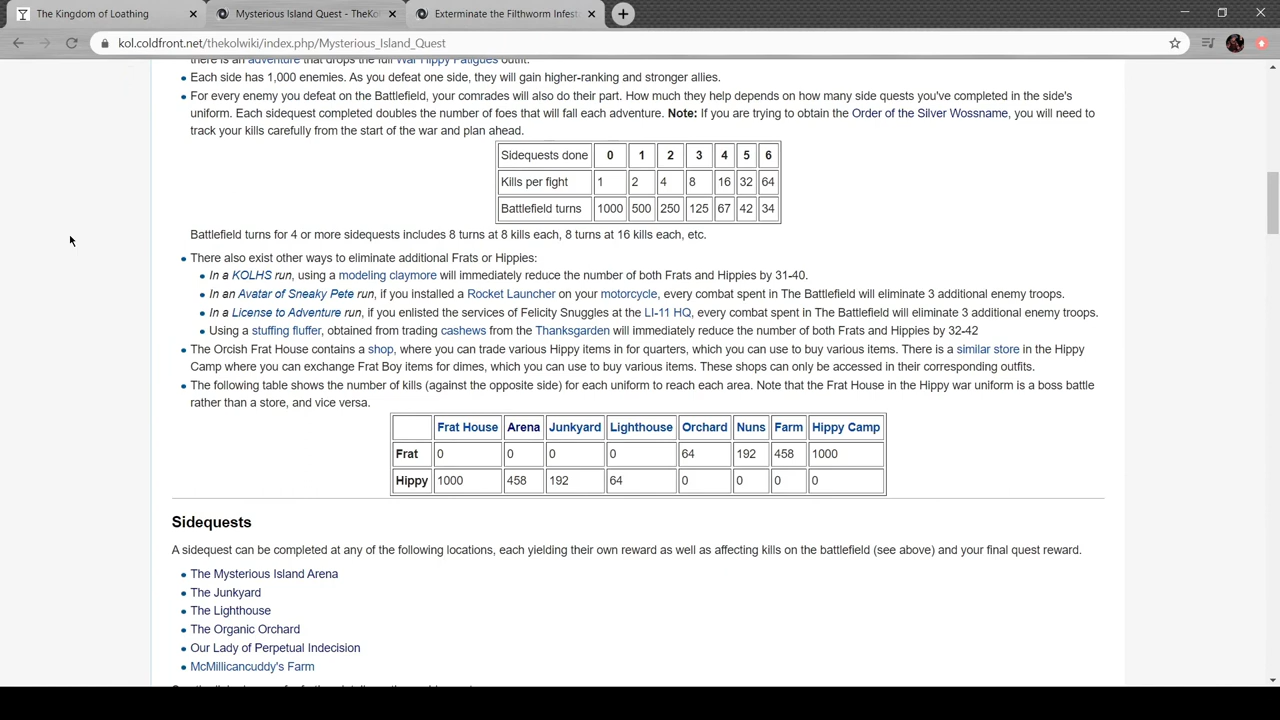 The Kingdom of Loathing
Mysterious Island Quest - TheKo
Exterminate the Filthworm Infest
kol.coldfront.net/thekolwiki/index.php/Mysterious_Island_Quest
there is an adventure that drops the full War Hippy Fatigues outfit.
Each side has 1,000 enemies. As you defeat one side, they will gain higher-ranking and stronger allies.
For every enemy you defeat on the Battlefield, your comrades will also do their part. How much they help depends on how many side quests you've completed in the side's
uniform. Each sidequest completed doubles the number of foes that will fall each adventure. Note: If you are trying to obtain the Order of the Silver Wossname, you will need to
track your kills carefully from the start of the war and plan ahead.
Sidequests done 0 1 2 3 4 5 6
Kills per fight 1 2 4 8 16 32 64
Battlefield turns 1000 500 250 125 67 42 34
Battlefield turns for 4 or more sidequests includes 8 turns at 8 kills each, 8 turns at 16 kills each, etc.
There also exist other ways to eliminate additional Frats or Hippies:
In a KOLHS run, using a modeling claymore will immediately reduce the number of both Frats and Hippies by 31-40.
In an Avatar of Sneaky Pete run, if you installed a Rocket Launcher on your motorcycle, every combat spent in The Battlefield will eliminate 3 additional enemy troops.
In a License to Adventure run, if you enlisted the services of Felicity Snuggles at the LI-11 HQ, every combat spent in The Battlefield will eliminate 3 additional enemy troops.
Using a stuffing fluffer, obtained from trading cashews from the Thanksgarden will immediately reduce the number of both Frats and Hippies by 32-42
The Orcish Frat House contains a shop, where you can trade various Hippy items in for quarters, which you can use to buy various items. There is a similar store in the Hippy
Camp where you can exchange Frat Boy items for dimes, which you can use to buy various items. These shops can only be accessed in their corresponding outfits.
The following table shows the number of kills (against the opposite side) for each uniform to reach each area. Note that the Frat House in the Hippy war uniform is a boss battle
rather than a store, and vice versa.
Frat House Arena Junkyard Lighthouse Orchard Nuns Farm Hippy Camp
Frat 0 0 0 0 64 192 458 1000
Hippy 1000 458 192 64 0 0 0 0
Sidequests
A sidequest can be completed at any of the following locations, each yielding their own reward as well as affecting kills on the battlefield (see above) and your final quest reward.
The Mysterious Island Arena
The Junkyard
The Lighthouse
The Organic Orchard
Our Lady of Perpetual Indecision
McMillicancuddy's Farm